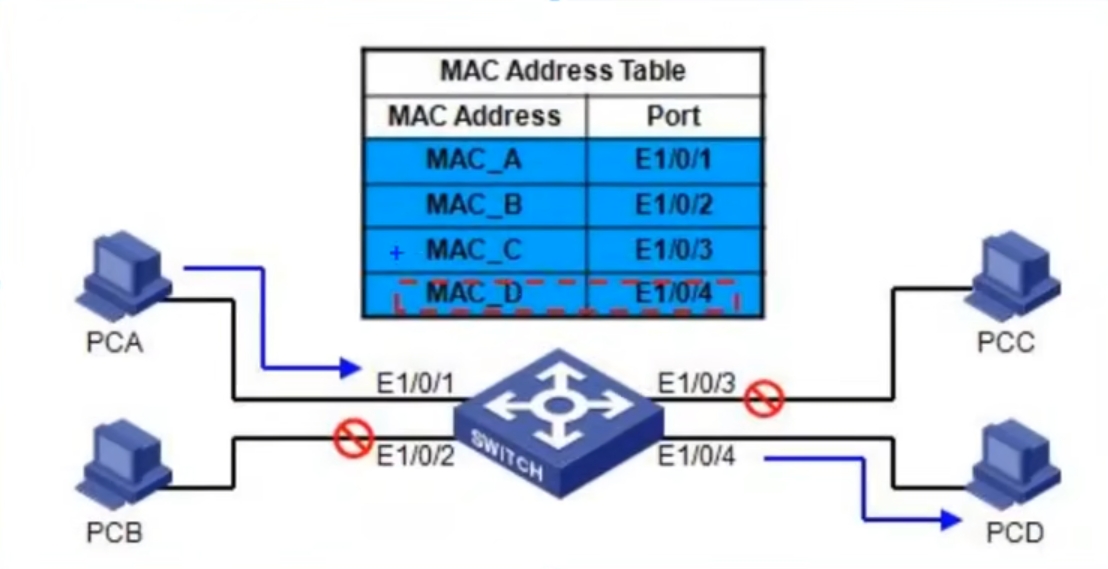 MAC Address Table
MAC Address Port
MAC_A E1/0/1
MAC_B E1/0/2
+ MAC_C E1/0/3
MAC_D E1/0/4
PCA
PCC
E1/0/1
E1/0/3
SWITCH
E1/0/2
E1/0/4
PCB
PCD